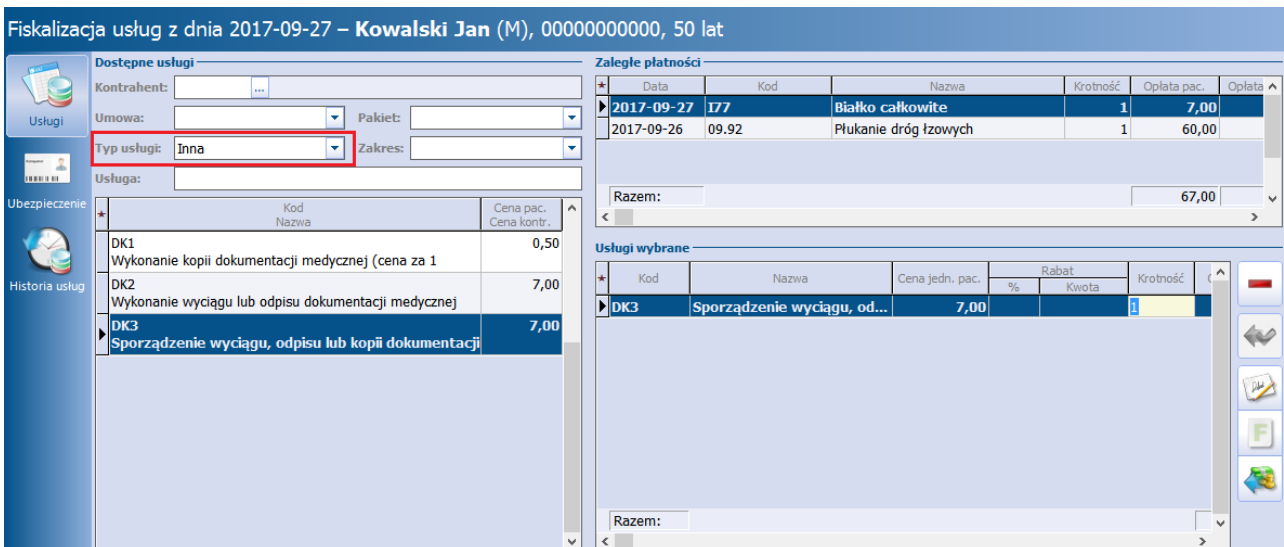 Fiskalizacja usług z dnia 2017-09-27 – Kowalski Jan (M), 00000000000, 50 lat
Usługi
Ubezpieczenie
Historia usług
Dostępne usługi
Kontrahent: ...
Umowa: Pakiet:
Typ usługi: Inna Zakres:
Usługa:
* Kod Cena pac.
Nazwa Cena kontr.
DK1 0,50
Wykonanie kopii dokumentacji medycznej (cena za 1
DK2 7,00
Wykonanie wyciągu lub odpisu dokumentacji medycznej
DK3 7,00
Sporządzenie wyciągu, odpisu lub kopii dokumentacji
Zaległe płatności
* Data Kod Nazwa Krotność Opłata pac. Opłata
2017-09-27 I77 Białko całkowite 1 7,00
2017-09-26 09.92 Płukanie dróg łzowych 1 60,00
Razem: 67,00
Usługi wybrane
* Kod Nazwa Cena jedn. pac. Rabat Krotność
% Kwota
DK3 Sporządzenie wyciągu, od... 7,00 1
Razem:
F